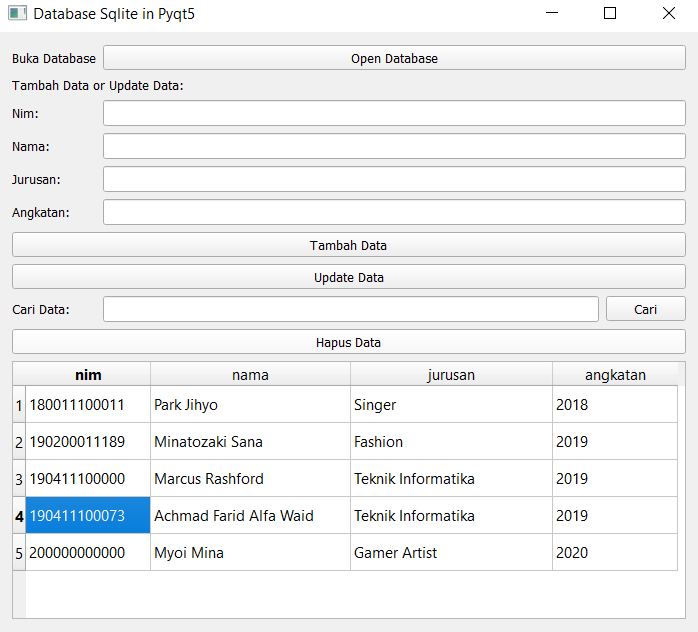 Database Sqlite in Pyqt5
Buka Database Open Database
Tambah Data or Update Data:
Nim:
Nama:
Jurusan:
Angkatan:
Tambah Data
Update Data
Cari Data: Cari
Hapus Data
nim nama jurusan angkatan
1 180011100011 Park Jihyo Singer 2018
2 190200011189 Minatozaki Sana Fashion 2019
3 190411100000 Marcus Rashford Teknik Informatika 2019
4 190411100073 Achmad Farid Alfa Waid Teknik Informatika 2019
5 200000000000 Myoi Mina Gamer Artist 2020